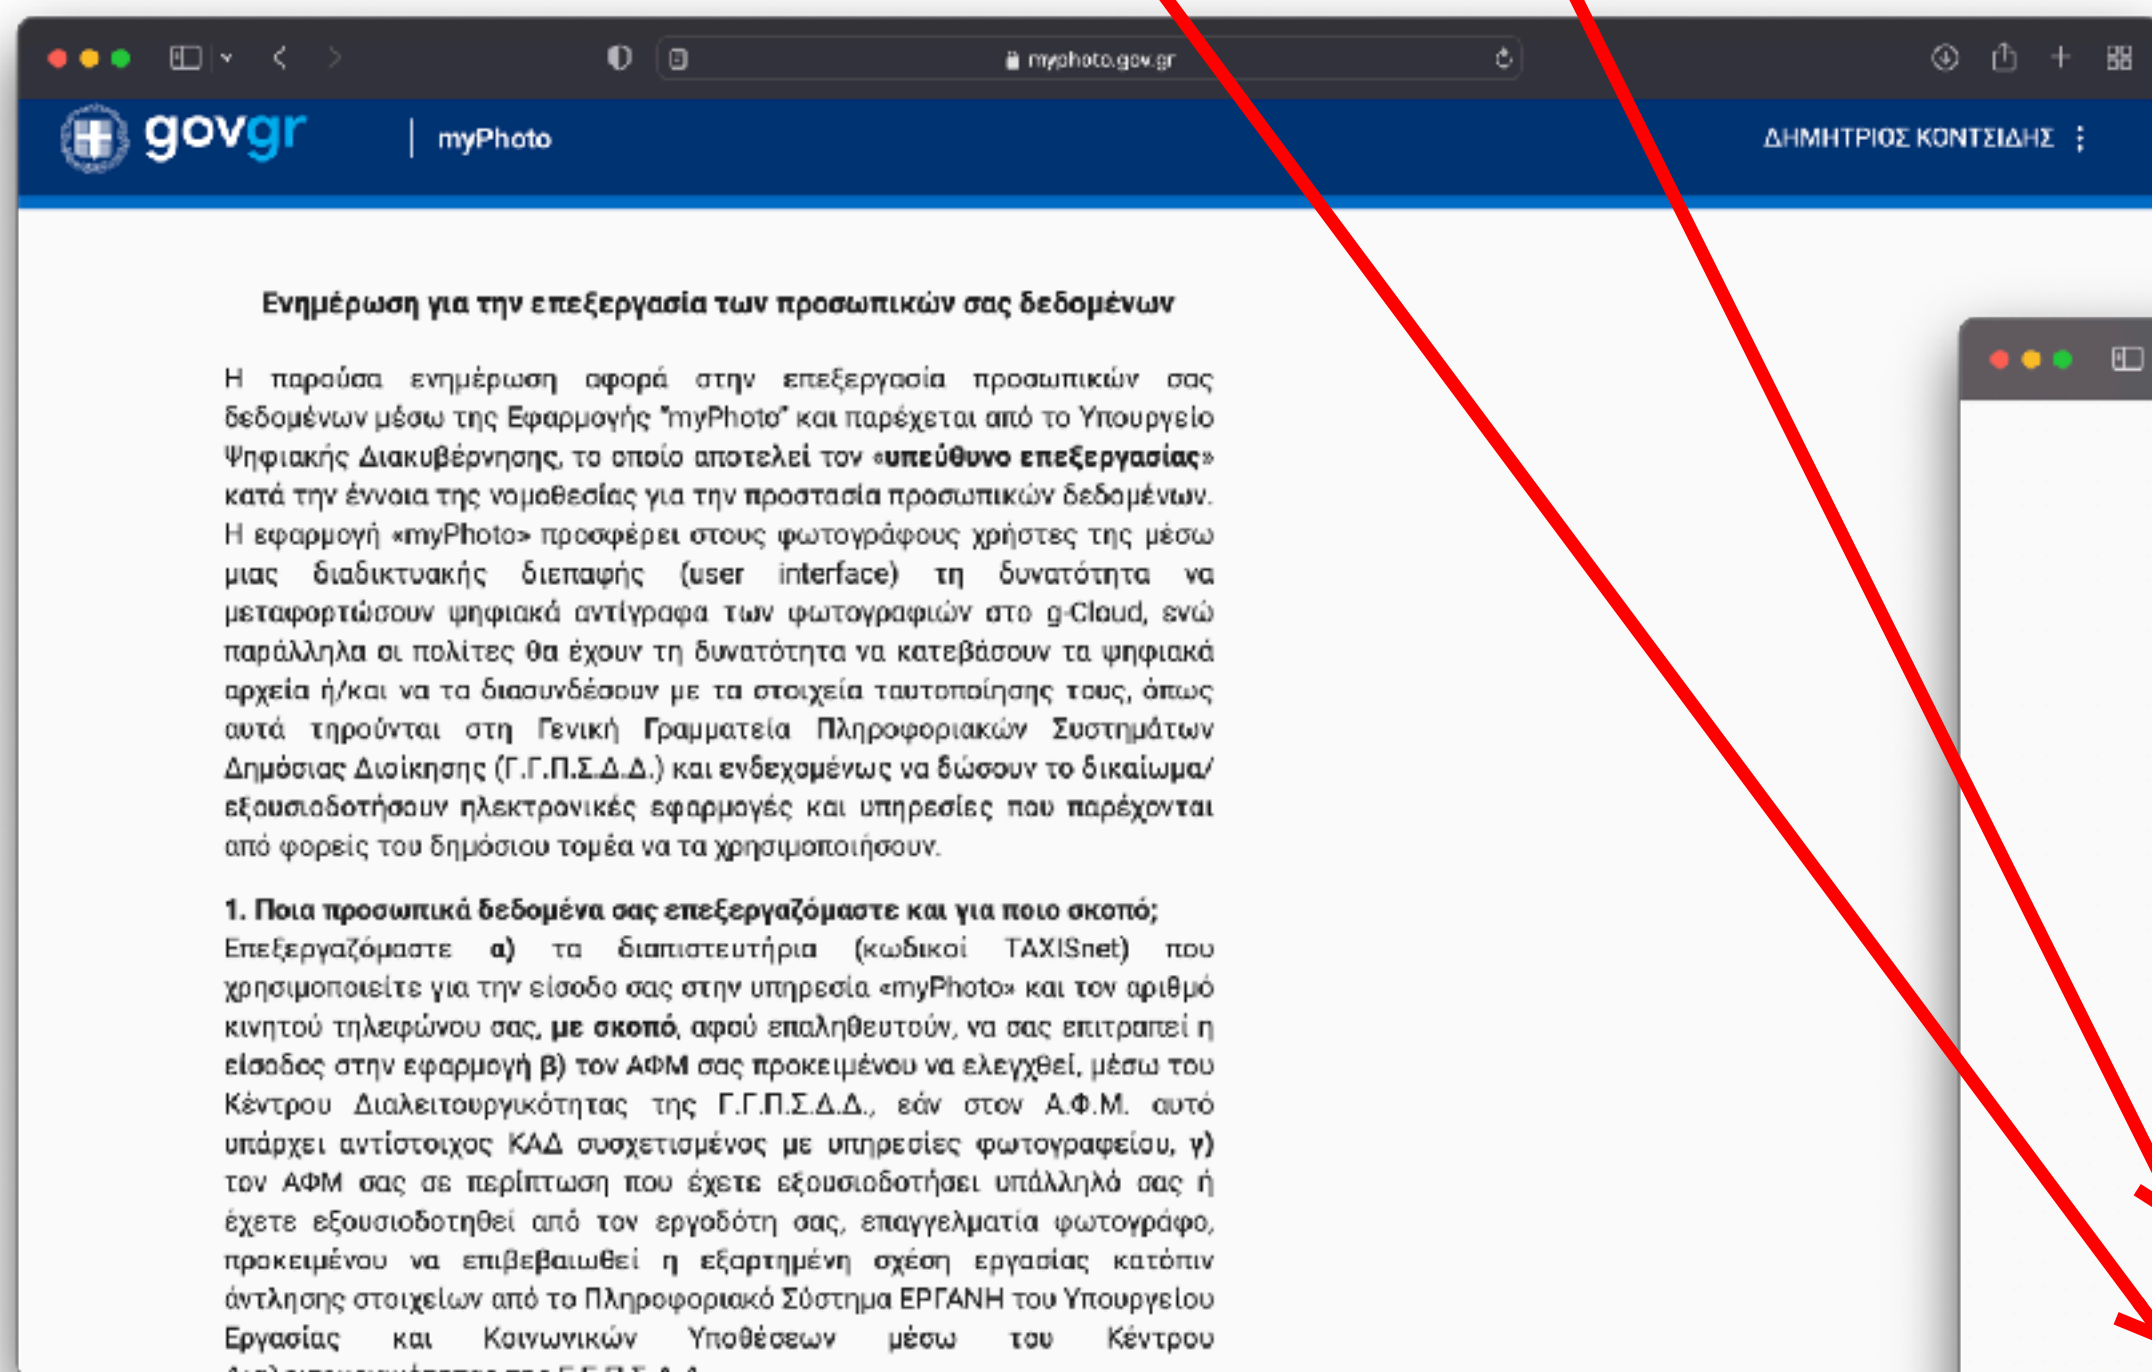 myphoto.gov.gr
govgr
myPhoto
ΔΗΜΗΤΡΙΟΣ ΚΟΝΤΣΙΔΗΣ
Ενημέρωση για την επεξεργασία των προσωπικών σας δεδομένων
Η παρούσα ενημέρωση αφορά στην επεξεργασία προσωπικών σας
δεδομένων μέσω της Εφαρμογής "myPhoto" και παρέχεται από το Υπουργείο
Ψηφιακής Διακυβέρνησης, το οποίο αποτελεί τον «υπεύθυνο επεξεργασίας»
κατά την έννοια της νομοθεσίας για την προστασία προσωπικών δεδομένων.
Η εφαρμογή «myPhoto» προσφέρει στους φωτογράφους χρήστες της μέσω
μιας διαδικτυακής διεπαφής (user interface) τη δυνατότητα να
μεταφορτώσουν ψηφιακά αντίγραφα των φωτογραφιών στο g-Cloud, ενώ
παράλληλα οι πολίτες θα έχουν τη δυνατότητα να κατεβάσουν τα ψηφιακά
αρχεία ή/και να τα διασυνδέσουν με τα στοιχεία ταυτοποίησης τους, όπως
αυτά τηρούνται στη Γενική Γραμματεία Πληροφοριακών Συστημάτων
Δημόσιας Διοίκησης (Γ.Γ.Π.Σ.Δ.Δ.) και ενδεχομένως να δώσουν το δικαίωμα/
εξουσιοδοτήσουν ηλεκτρονικές εφαρμογές και υπηρεσίες που παρέχονται
από φορείς του δημόσιου τομέα να τα χρησιμοποιήσουν.
1. Ποια προσωπικά δεδομένα σας επεξεργαζόμαστε και για ποιο σκοπό;
Επεξεργαζόμαστε α) τα διαπιστευτήρια (κωδικοί TAXISnet) που
χρησιμοποιείτε για την είσοδο σας στην υπηρεσία «myPhoto» και τον αριθμό
κινητού τηλεφώνου σας, με σκοπό, αφού επαληθευτούν, να σας επιτραπεί η
είσοδος στην εφαρμογή β) τον ΑΦΜ σας προκειμένου να ελεγχθεί, μέσω του
Κέντρου Διαλειτουργικότητας της Γ.Γ.Π.Σ.Δ.Δ., εάν στον Α.Φ.Μ. αυτό
υπάρχει αντίστοιχος ΚΑΔ συσχετισμένος με υπηρεσίες φωτογραφείου, γ)
τον ΑΦΜ σας σε περίπτωση που έχετε εξουσιοδοτήσει υπάλληλό σας ή
έχετε εξουσιοδοτηθεί από τον εργοδότη σας, επαγγελματία φωτογράφο,
προκειμένου να επιβεβαιωθεί η εξαρτημένη σχέση εργασίας κατόπιν
άντλησης στοιχείων από το Πληροφοριακό Σύστημα ΕΡΓΑΝΗ του Υπουργείου
Εργασίας και Κοινωνικών Υποθέσεων μέσω του Κέντρου